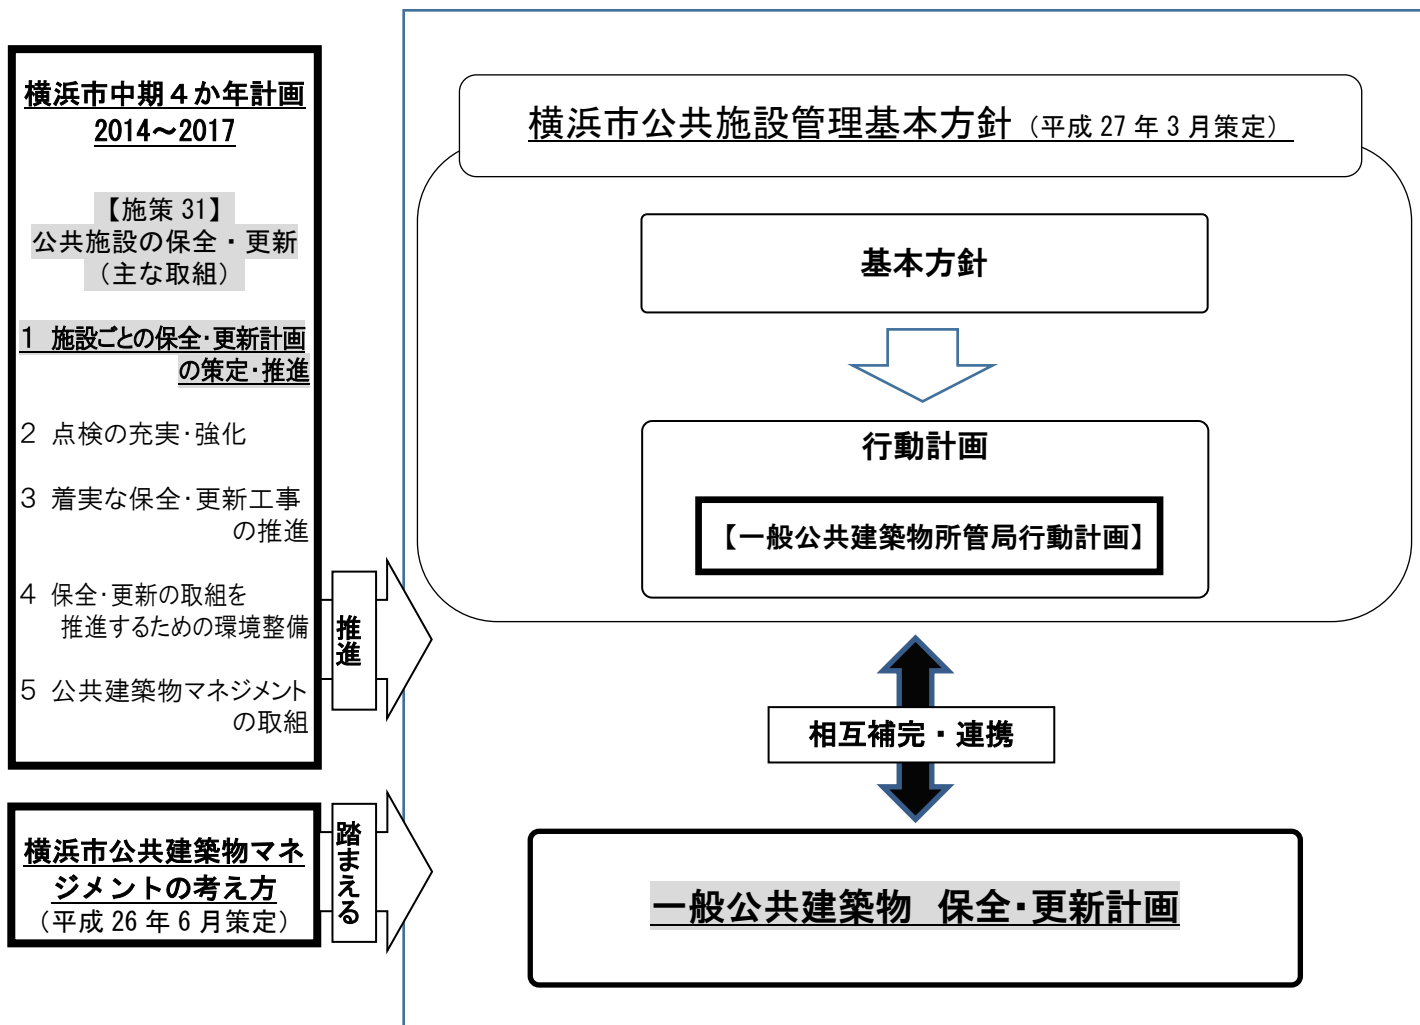 横浜市中期４か年計画
2014～2017
【施策 31】
公共施設の保全・更新
（主な取組）
１ 施設ごとの保全・更新計画
の策定・推進
２ 点検の充実・強化
３ 着実な保全・更新工事
の推進
４ 保全・更新の取組を
推進するための環境整備
５ 公共建築物マネジメント
の取組
推進
横浜市公共建築物マネ
ジメントの考え方
（平成 26 年 6 月策定）
踏まえる
横浜市公共施設管理基本方針（平成 27 年 3 月策定）
基本方針
行動計画
【一般公共建築物所管局行動計画】
相互補完・連携
一般公共建築物　保全・更新計画